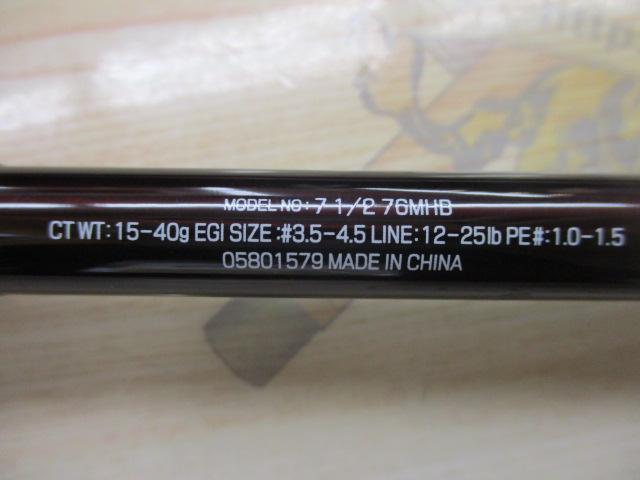 http
MODEL NO: 7 1/2 76MHB
CT WT: 15-40g EGI SIZE :#3.5-4.5 LINE: 12-25lb PE#: 1.0-1.5
05801579 MADE IN CHINA